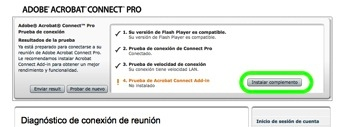 ADOBE® ACROBAT® CONNECT™ PRO
Adobe® Acrobat® Connect™ Pro
Prueba de conexión
Resultados de la prueba
Ya está preparado para conectarse a su
reunión de Adobe Acrobat Connect Pro.
Le recomendamos instalar Acrobat
Connect Add-in para obtener un mejor
rendimiento y funcionalidad.
Enviar result
Probar de nuevo
1. Su versión de Flash Player es compatible.
Su versión de Flash Player es compatible.
2. Prueba de conexión de Connect Pro
Conectado.
3. Prueba de velocidad de conexión
Su conexión tiene velocidad LAN.
! 4. Prueba de Acrobat Connect Add-in
No instalado
Instalar complemento
Diagnóstico de conexión de reunión
Inicio de sesión de cuenta